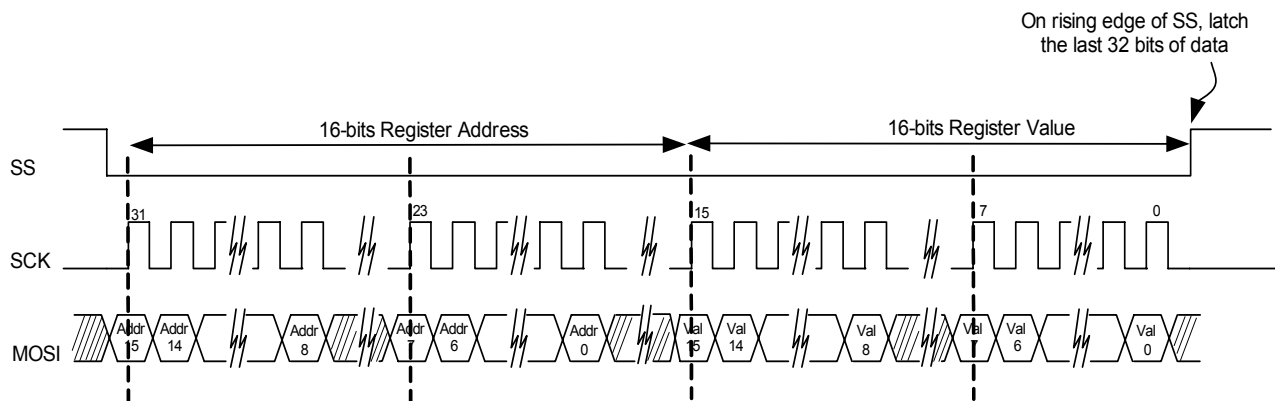 On rising edge of SS, latch
the last 32 bits of data
16-bits Register Address
16-bits Register Value
SS
31
23
15
7
0
SCK
Addr 15
Addr 14
Addr 8
Addr 7
Addr 6
Addr 0
Val 15
Val 14
Val 8
Val 7
Val 6
Val 0
MOSI